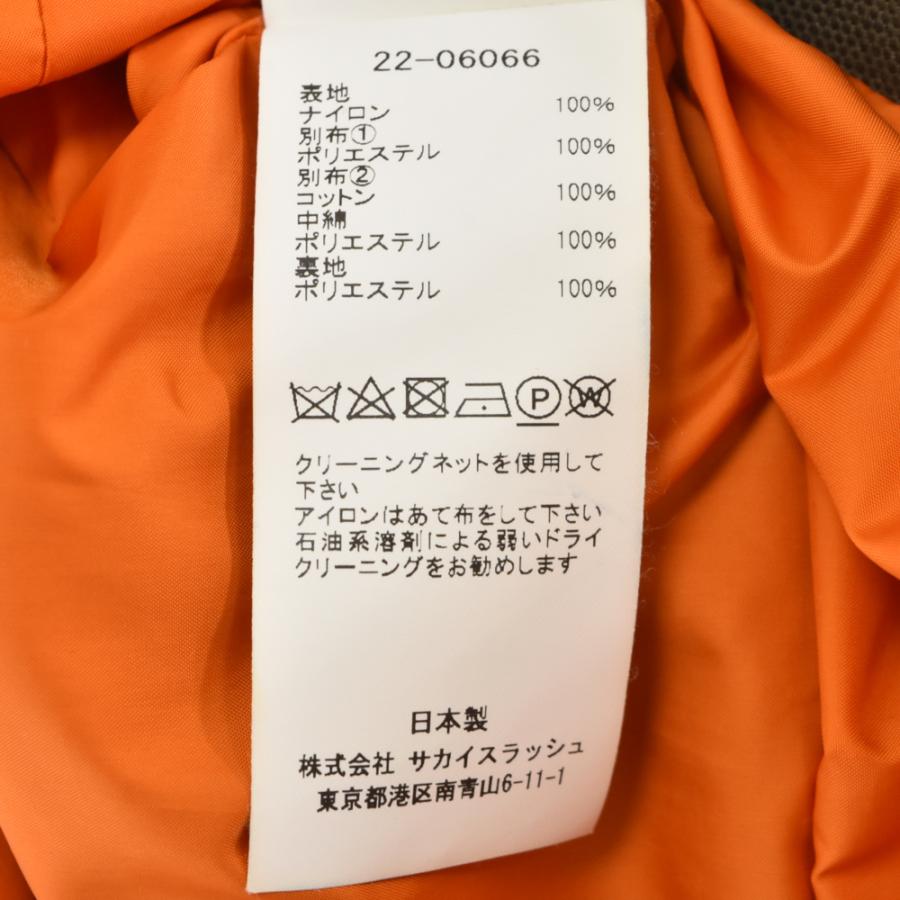 22-06066
表地
ナイロン 100%
別布①
ポリエステル 100%
別布②
コットン 100%
中綿
ポリエステル 100%
裏地
ポリエステル 100%
P W
クリーニングネットを使用して
下さい
アイロンはあて布をして下さい
石油系溶剤による弱いドライ
クリーニングをお勧めします
日本製
株式会社 サカイスラッシュ
東京都港区南青山6-11-1